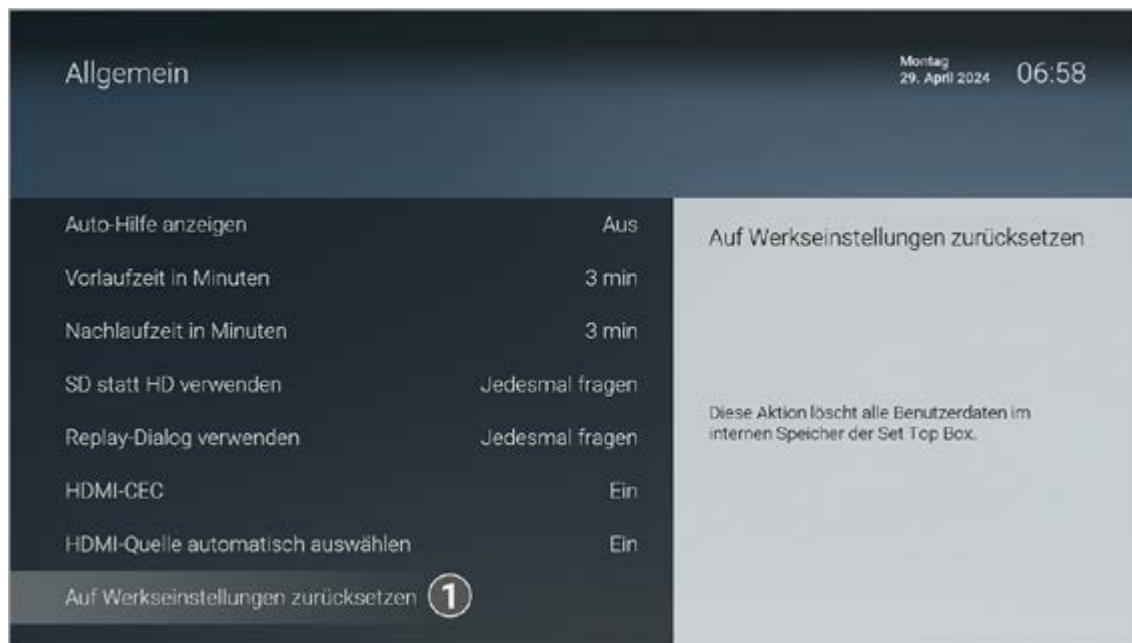 Allgemein
Montag
29. April 2024 06:58
Auto-Hilfe anzeigen Aus
Vorlaufzeit in Minuten 3 min
Nachlaufzeit in Minuten 3 min
SD statt HD verwenden Jedesmal fragen
Replay-Dialog verwenden Jedesmal fragen
HDMI-CEC Ein
HDMI-Quelle automatisch auswählen Ein
Auf Werkseinstellungen zurücksetzen 1
Auf Werkseinstellungen zurücksetzen
Diese Aktion löscht alle Benutzerdaten im
internen Speicher der Set Top Box.